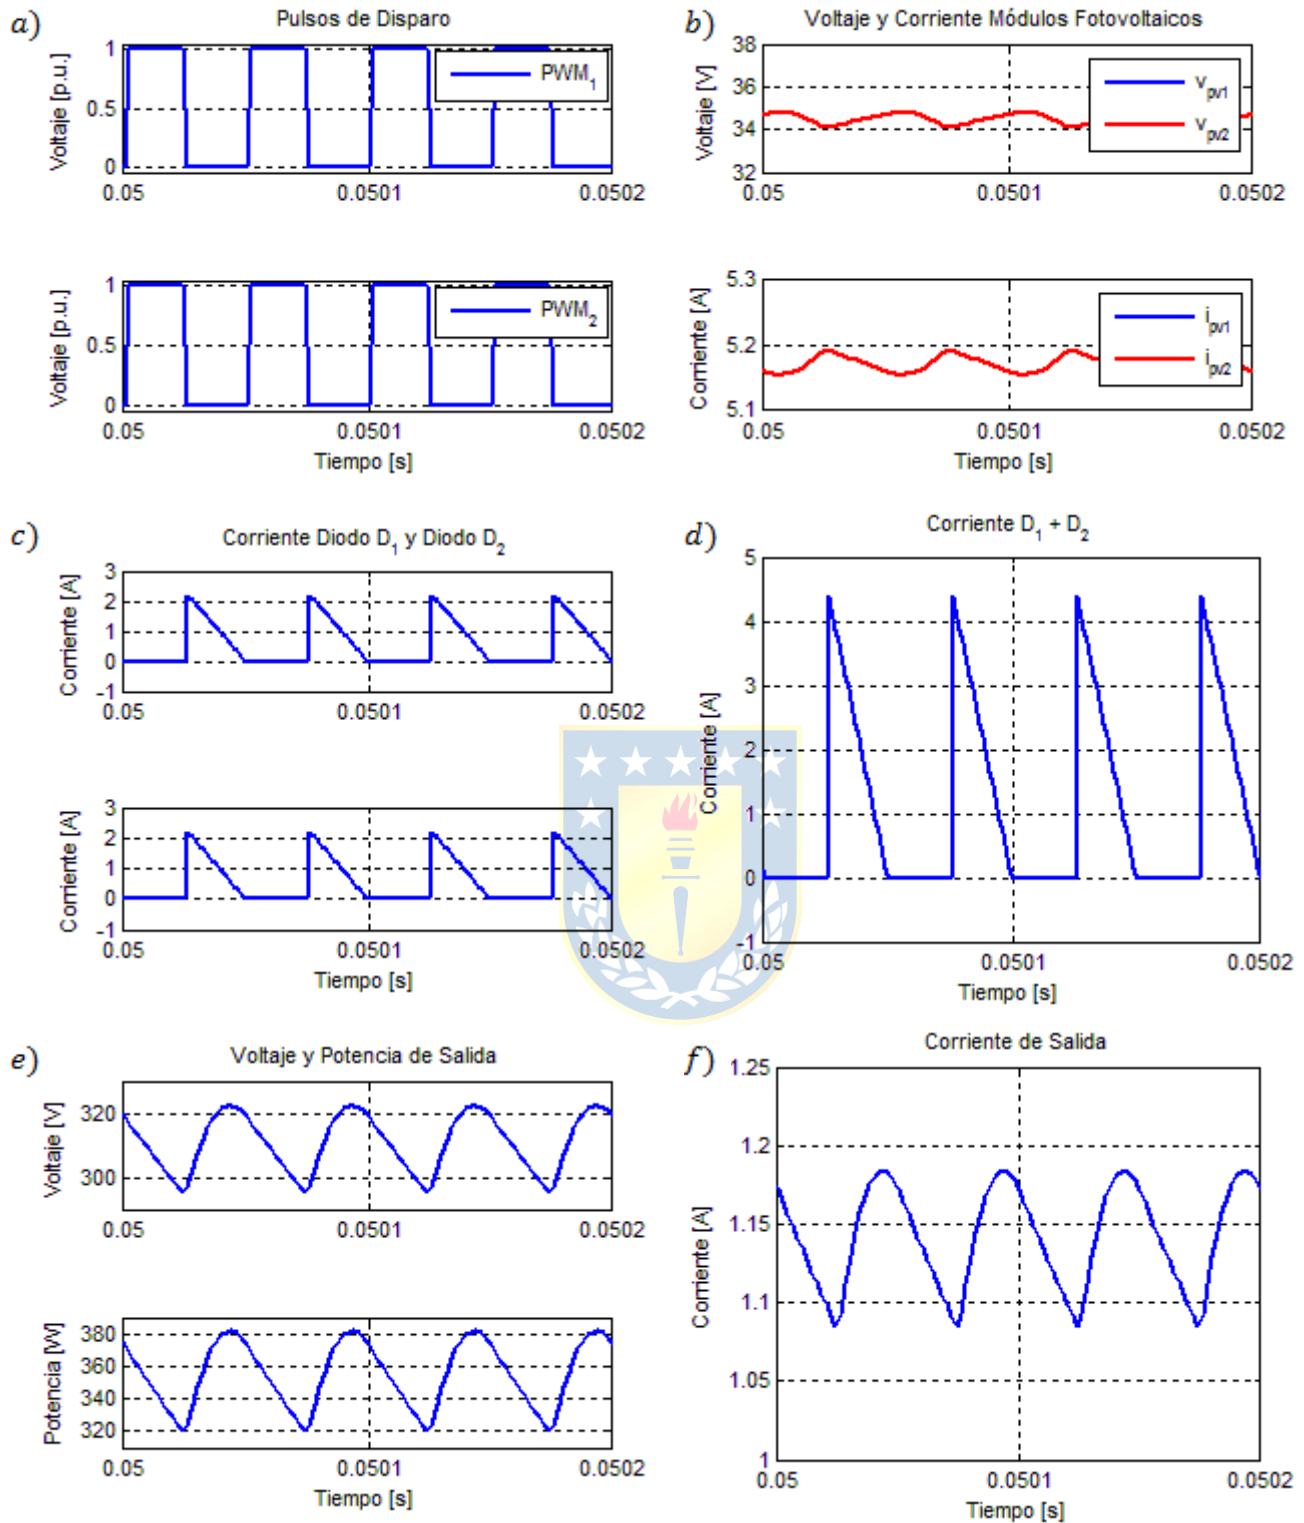 a)
Pulsos de Disparo
Voltaje [p.u.]
1
0.5
0
PWM1
0.05
0.0501
0.0502
Voltaje [p.u.]
1
0.5
0
PWM2
0.05
0.0501
0.0502
Tiempo [s]
b)
Voltaje y Corriente Módulos Fotovoltaicos
Voltaje [V]
38
36
34
32
vpv1
vpv2
0.05
0.0501
0.0502
Corriente [A]
5.3
5.2
5.1
ipv1
ipv2
0.05
0.0501
0.0502
Tiempo [s]
c)
Corriente Diodo D1 y Diodo D2
Corriente [A]
3
2
1
0
-1
0.05
0.0501
0.0502
Corriente [A]
3
2
1
0
-1
0.05
0.0501
0.0502
Tiempo [s]
d)
Corriente D1 + D2
Corriente [A]
5
4
3
2
1
0
-1
0.05
0.0501
0.0502
Tiempo [s]
e)
Voltaje y Potencia de Salida
Voltaje [V]
320
300
0.05
0.0501
0.0502
Potencia [W]
380
360
340
320
0.05
0.0501
0.0502
Tiempo [s]
f)
Corriente de Salida
Corriente [A]
1.25
1.2
1.15
1.1
1.05
1
0.05
0.0501
0.0502
Tiempo [s]